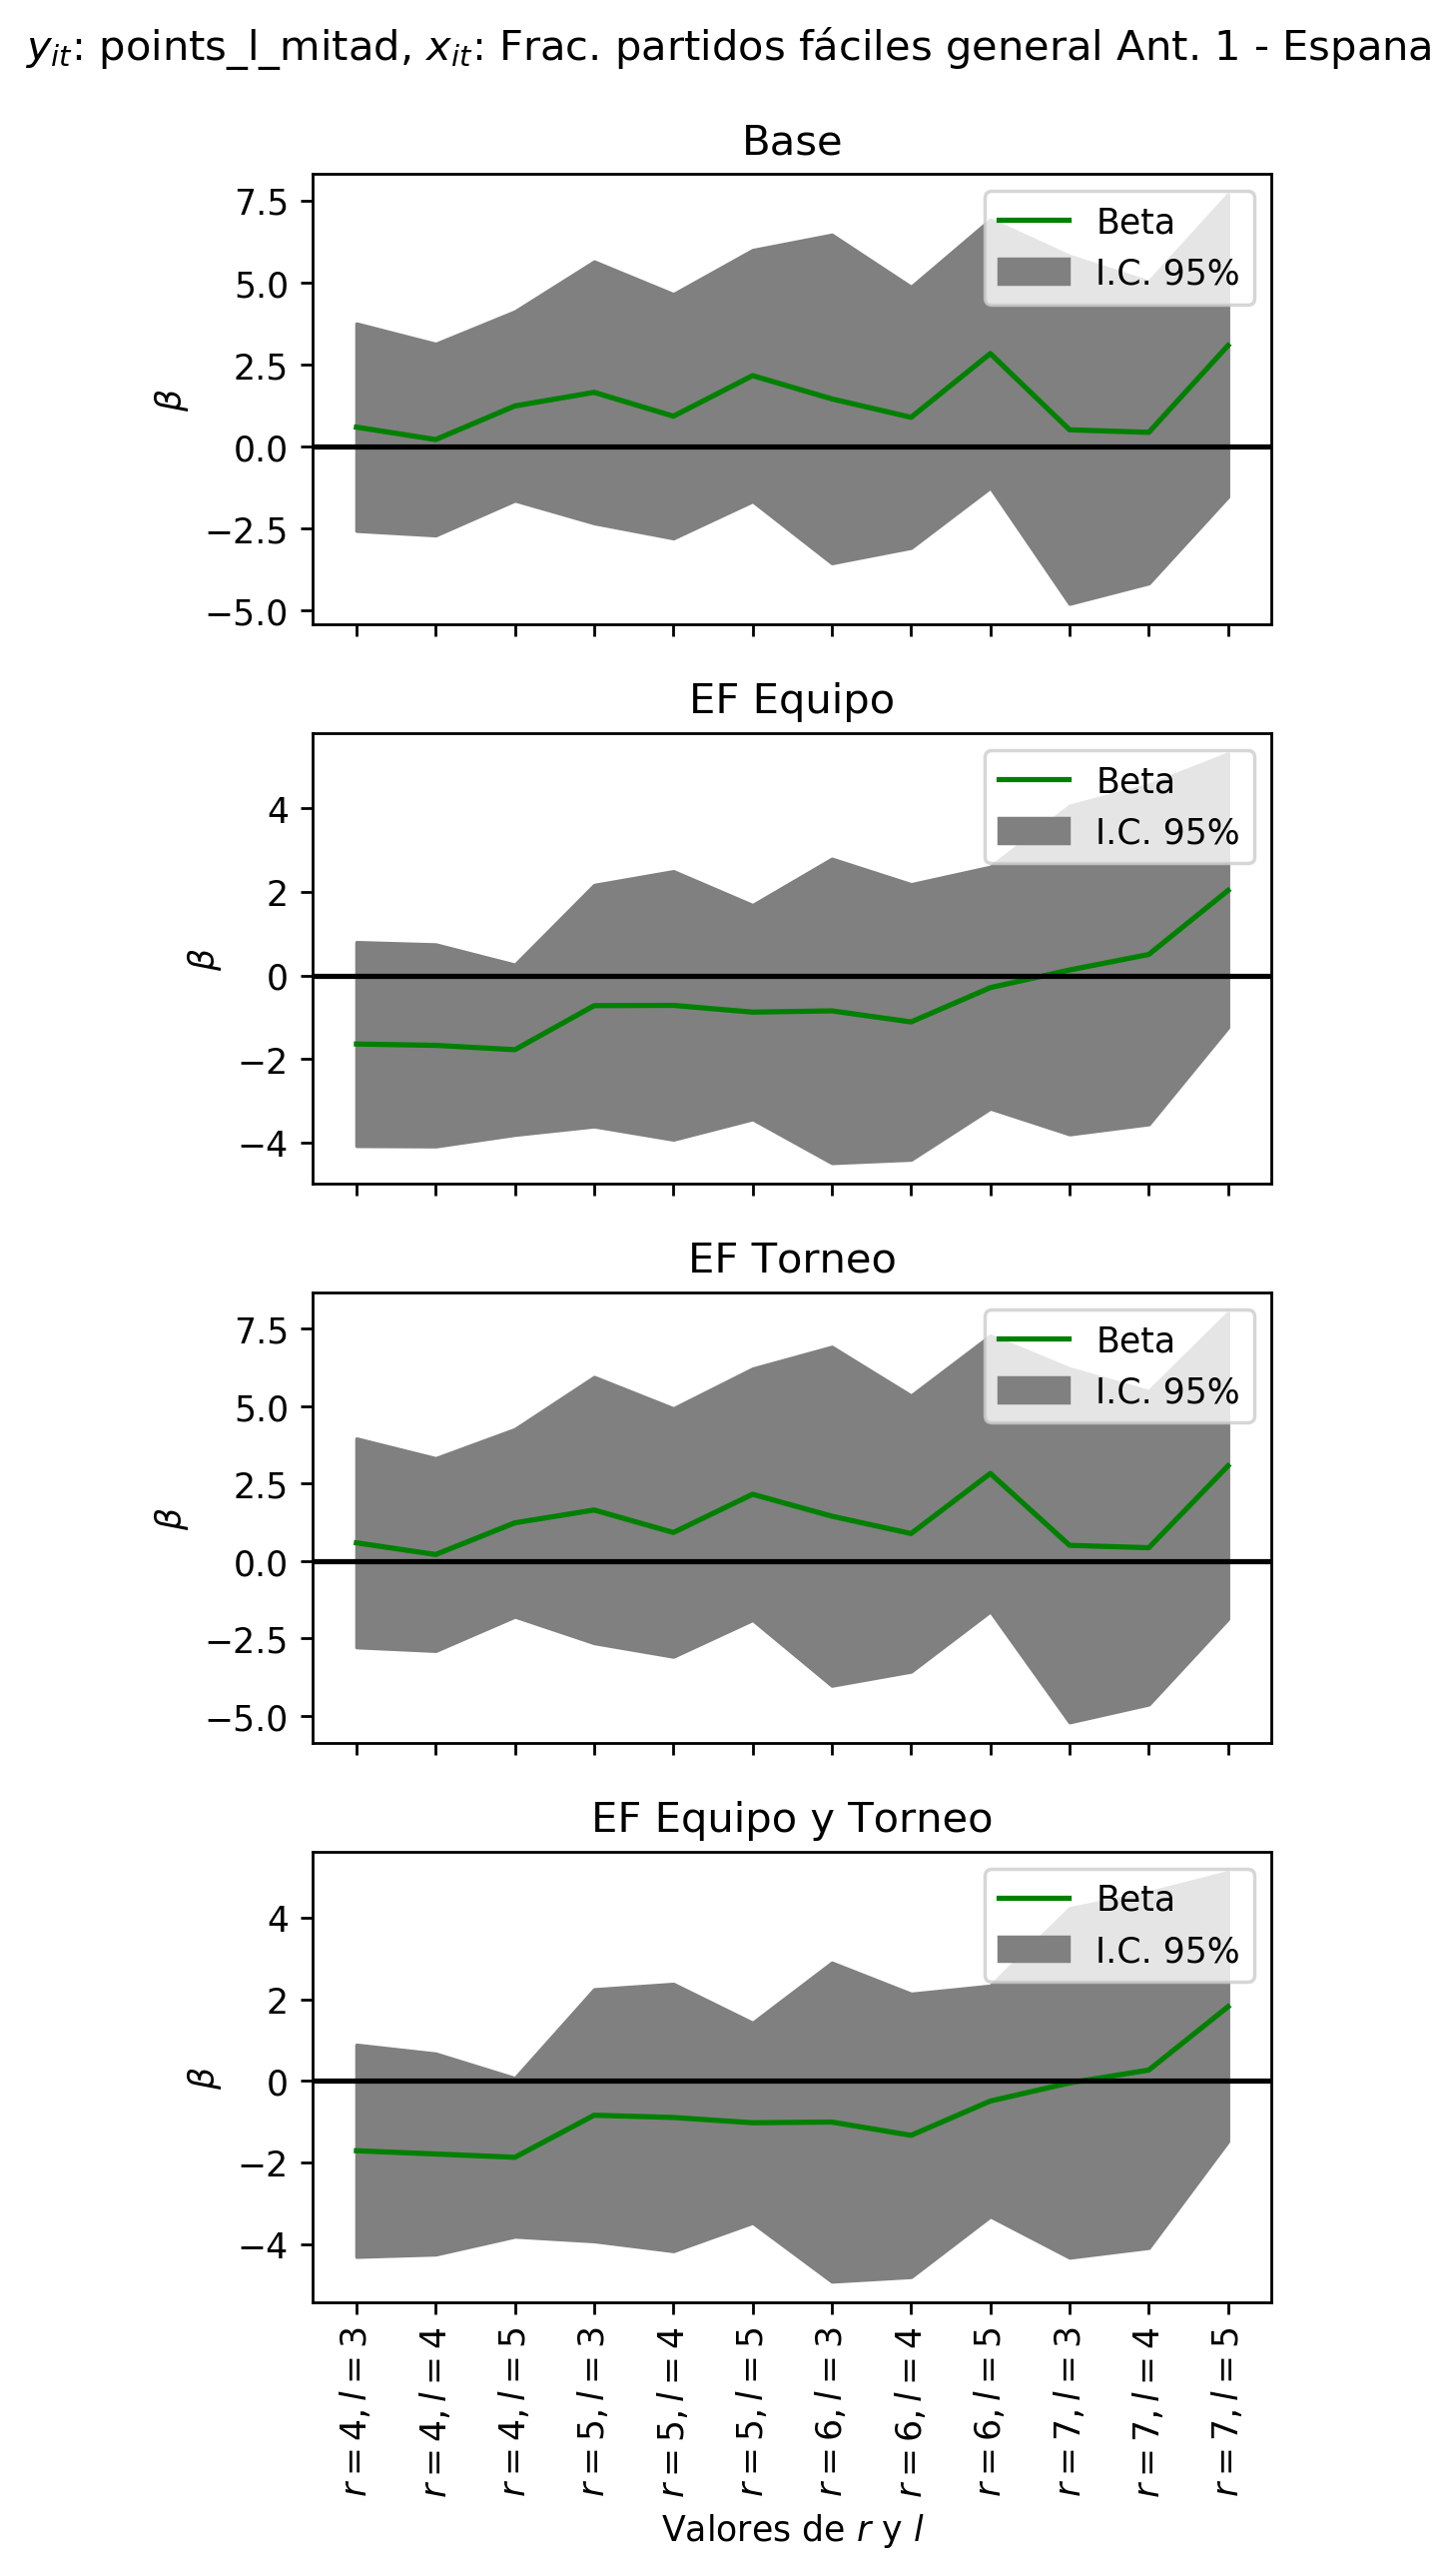 y_it: points_l_mitad, x_it: Frac. partidos fáciles general Ant. 1 - Espana
Base
Beta
I.C. 95%
7.5
5.0
2.5
0.0
−2.5
−5.0
β
EF Equipo
Beta
I.C. 95%
4
2
0
−2
−4
β
EF Torneo
Beta
I.C. 95%
7.5
5.0
2.5
0.0
−2.5
−5.0
β
EF Equipo y Torneo
Beta
I.C. 95%
4
2
0
−2
−4
β
r = 4, l = 3
r = 4, l = 4
r = 4, l = 5
r = 5, l = 3
r = 5, l = 4
r = 5, l = 5
r = 6, l = 3
r = 6, l = 4
r = 6, l = 5
r = 7, l = 3
r = 7, l = 4
r = 7, l = 5
Valores de r y l